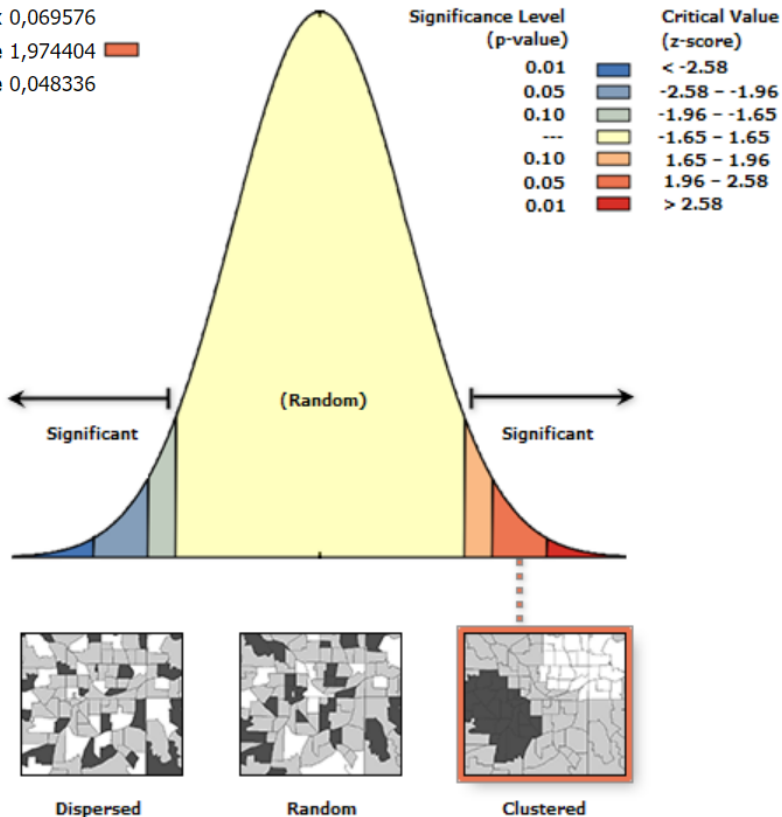 0,069576
1,974404
0,048336
Significance Level
(p-value)
Critical Value
(z-score)
0.01 < -2.58
0.05 -2.58 – -1.96
0.10 -1.96 – -1.65
--- -1.65 – 1.65
0.10 1.65 – 1.96
0.05 1.96 – 2.58
0.01 > 2.58
(Random)
Significant
Significant
Dispersed
Random
Clustered